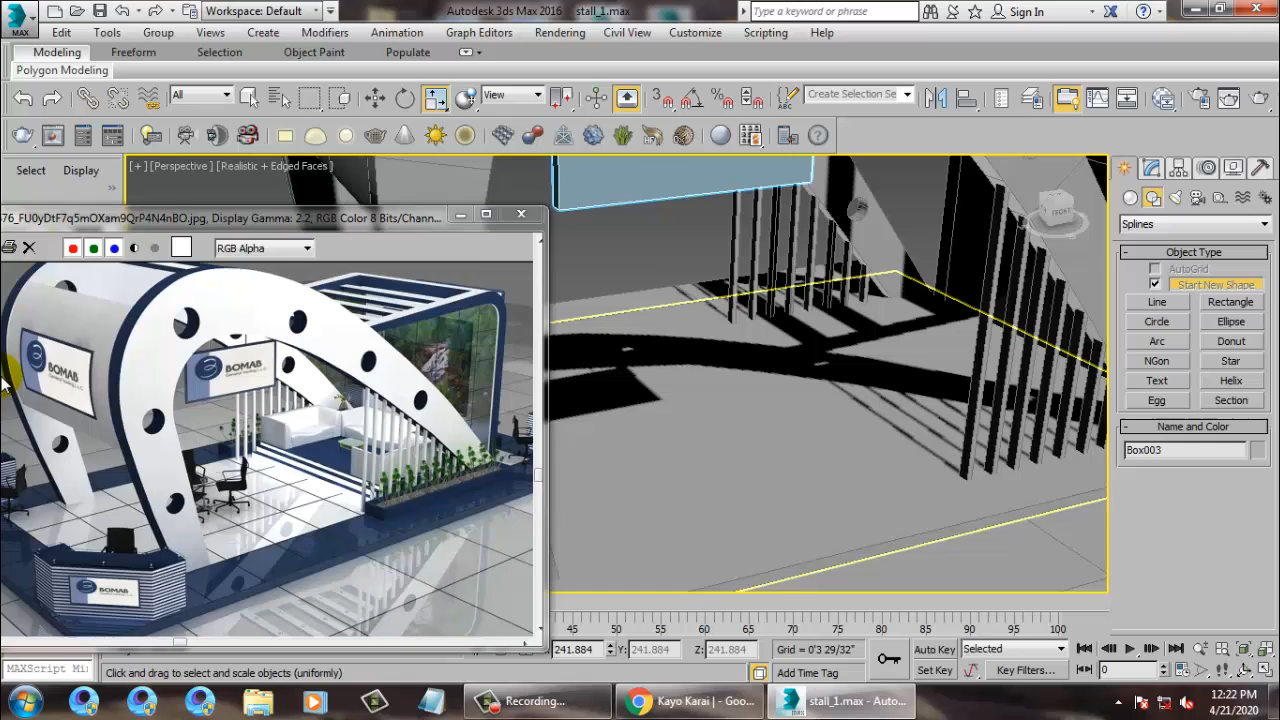 MAX
Workspace: Default
Autodesk 3ds Max 2016 stall_1.max
Type a keyword or phrase
Sign In
Edit Tools Group Views Create Modifiers Animation Graph Editors Rendering Civil View Customize Scripting Help
Modeling Freeform Selection Object Paint Populate
Polygon Modeling
All
View
3
Create Selection Se
Select Display
[+] [Perspective] [Realistic + Edged Faces]
FRONT
76_FU0yDtF7q5mOXam9QrP4N4nBO.jpg, Display Gamma: 2.2, RGB Color 8 Bits/Chann...
RGB Alpha
BOMAB
BOMAB
BOMAB
Splines
Object Type
AutoGrid
Start New Shape
Line Rectangle
Circle Ellipse
Arc Donut
NGon Star
Text Helix
Egg Section
Name and Color
Box003
45 50 55 60 65 70 75 80 85 90 95 100
241.884 Y: 241.884 Z: 241.884 Grid = 0'3 29/32"
Auto Key Selected
MAXScript Mi
Click and drag to select and scale objects (uniformly)
Add Time Tag
Set Key Key Filters... 0
Recording...
Kayo Karai | - Goo...
stall_1.max - Auto...
12:22 PM
4/21/2020